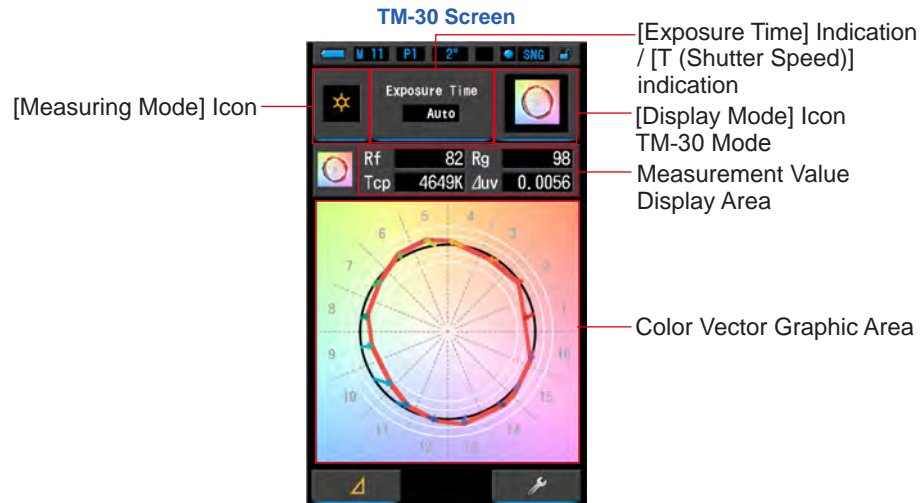 TM-30 Screen
M 11 P1 2° SNG
[Exposure Time] Indication
/ [T (Shutter Speed)]
indication
[Measuring Mode] Icon
Exposure Time
Auto
[Display Mode] Icon
TM-30 Mode
Rf 82 Rg 98
Tcp 4649K ⊿uv 0.0056
Measurement Value
Display Area
5 4
6 3
7 2
8 1
9 16
10 15
11 14
12 13
Color Vector Graphic Area